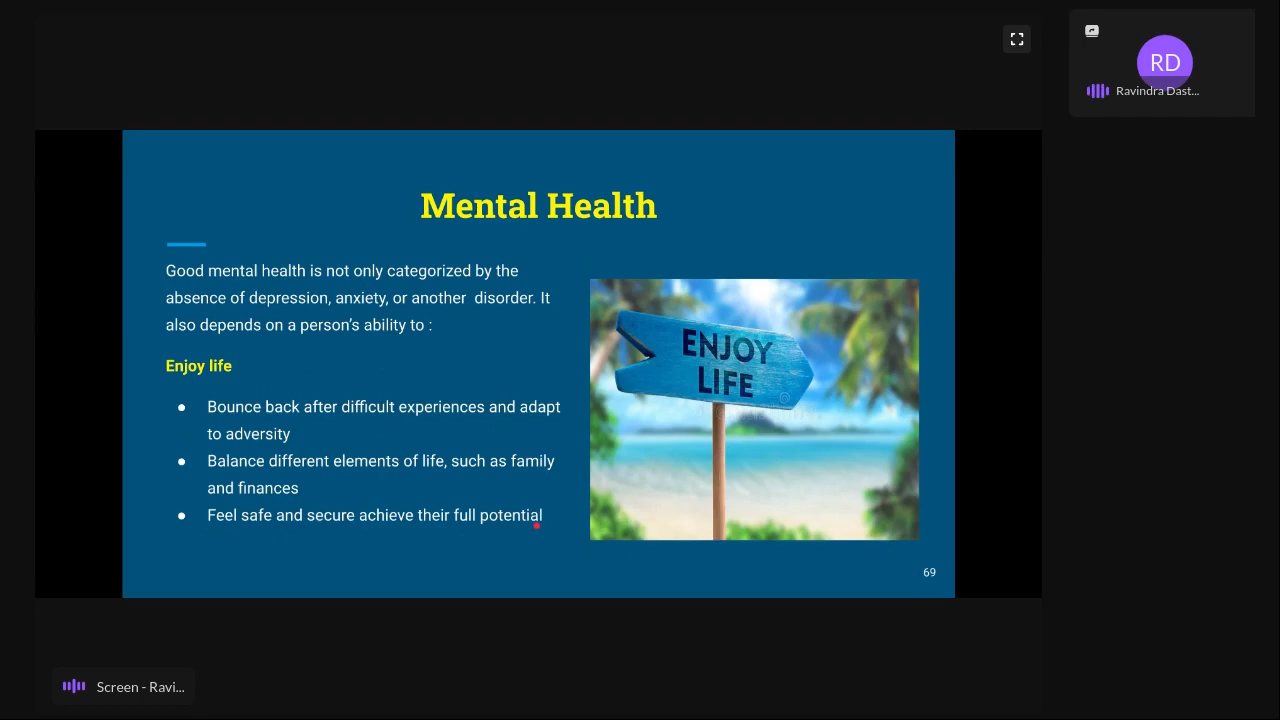 RD
Ravindra Dast...
Mental Health
Good mental health is not only categorized by the
absence of depression, anxiety, or another  disorder. It
also depends on a person's ability to :
Enjoy life
● Bounce back after difficult experiences and adapt
to adversity
● Balance different elements of life, such as family
and finances
● Feel safe and secure achieve their full potential
ENJOY
LIFE
69
Screen - Ravi...